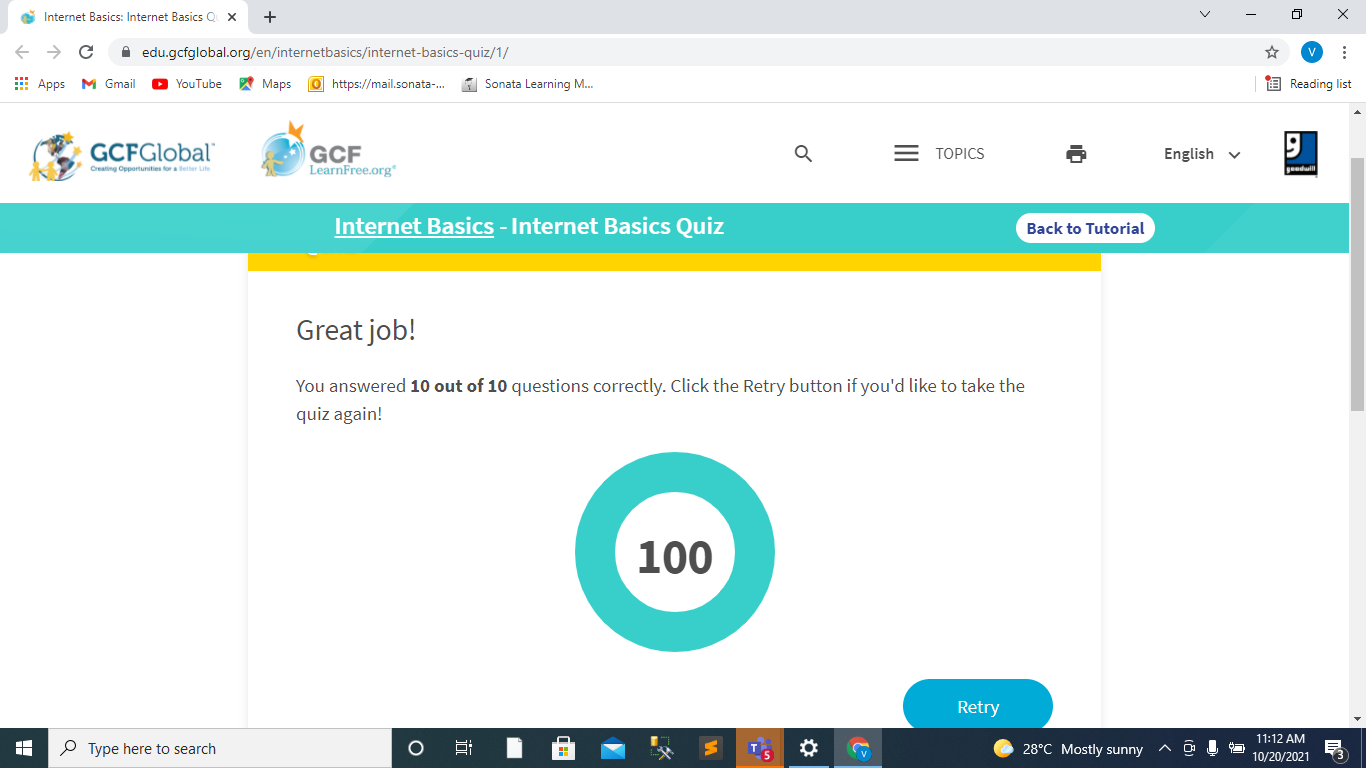 Internet Basics: Internet Basics Q
edu.gcfglobal.org/en/internetbasics/internet-basics-quiz/1/
V
Apps
Gmail
YouTube
Maps
https://mail.sonata-...
Sonata Learning M...
Reading list
GCFGlobal
Creating Opportunities for a Better Life
GCF
LearnFree.org®
TOPICS
English
goodwill
Internet Basics - Internet Basics Quiz
Back to Tutorial
Great job!
You answered 10 out of 10 questions correctly. Click the Retry button if you'd like to take the
quiz again!
100
Retry
Type here to search
5
V
28°C Mostly sunny
11:12 AM
10/20/2021
3